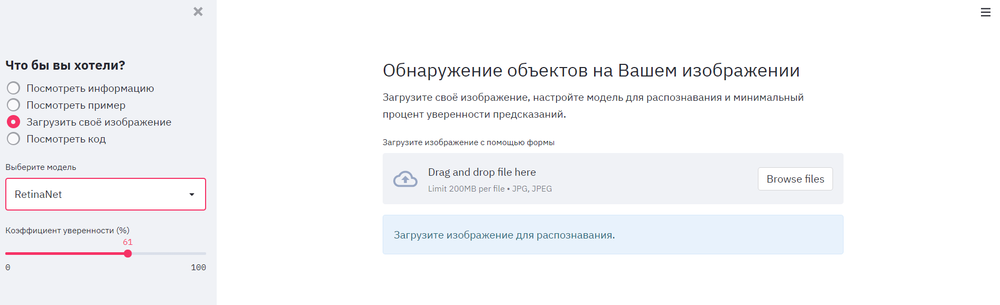 Что бы вы хотели?
Посмотреть информацию
Посмотреть пример
Загрузить своё изображение
Посмотреть код
Выберите модель
RetinaNet
Коэффициент уверенности (%)
61
0 100
Обнаружение объектов на Вашем изображении
Загрузите своё изображение, настройте модель для распознавания и минимальный
процент уверенности предсказаний.
Загрузите изображение с помощью формы
Drag and drop file here
Limit 200MB per file • JPG, JPEG
Browse files
Загрузите изображение для распознавания.